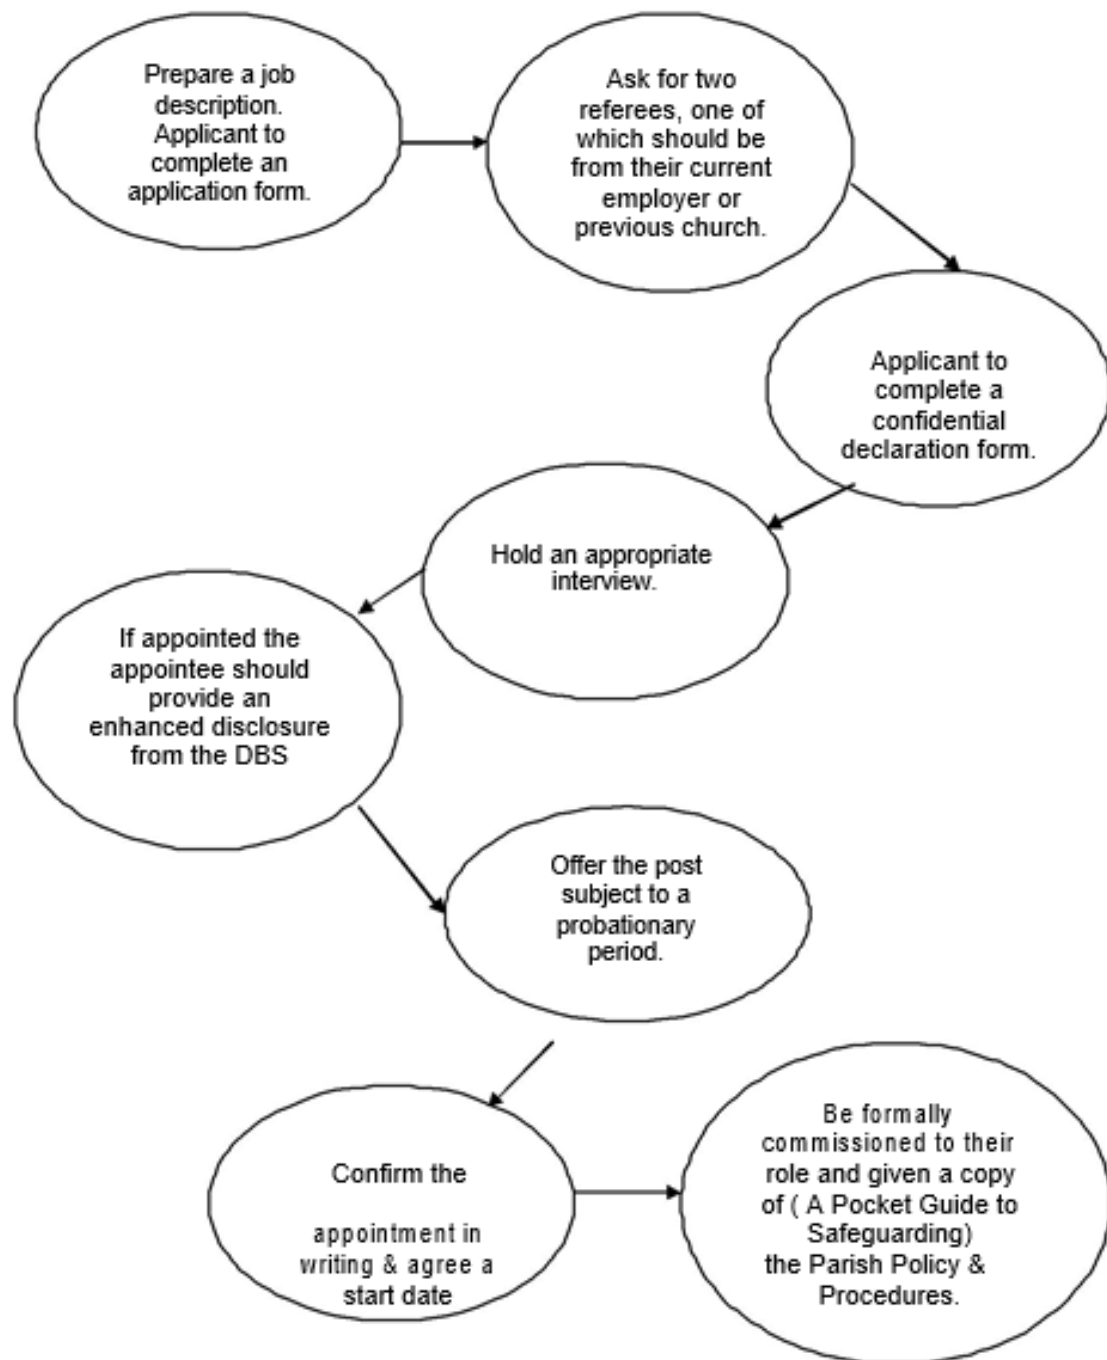 Prepare a job
description.
Applicant to
complete an
application form.
Ask for two
referees, one of
which should be
from their current
employer or
previous church.
Applicant to
complete a
confidential
declaration form.
Hold an appropriate
interview.
If appointed the
appointee should
provide an
enhanced disclosure
from the DBS
Offer the post
subject to a
probationary
period.
Confirm the
appointment in
writing & agree a
start date
Be formally
commissioned to their
role and given a copy
of ( A Pocket Guide to
Safeguarding)
the Parish Policy &
Procedures.